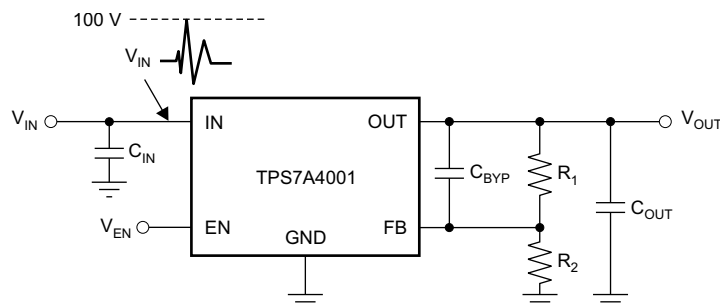 100 V
V_IN
V_IN
IN
OUT
V_OUT
C_IN
TPS7A4001
C_BYP
R_1
C_OUT
V_EN
EN
GND
FB
R_2